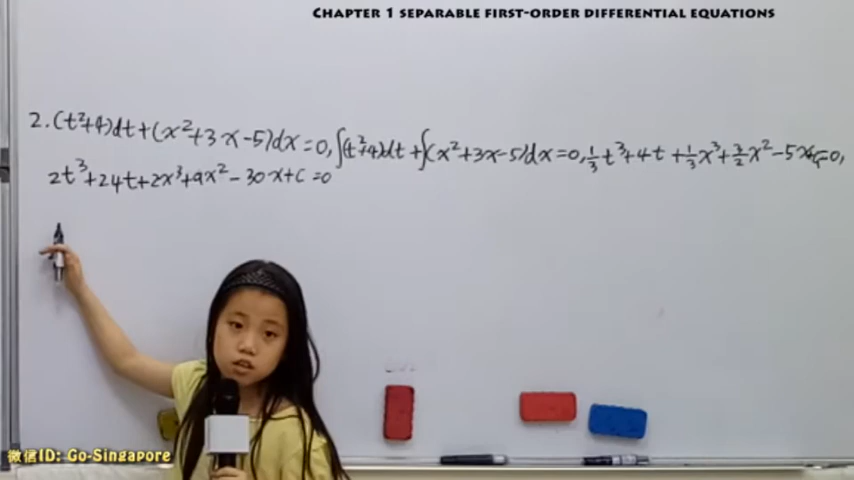 CHAPTER 1 SEPARABLE FIRST-ORDER DIFFERENTIAL EQUATIONS
2. (t²+4)dt+(x²+3x-5)dx=0, ∫(t²+4)dt+∫(x²+3x-5)dx=0, ⅓t³+4t+⅓x³+3/2x²-5x+C₁=0,
2t³+24t+2x³+9x²-30x+C=0
微信ID: Go-Singapore